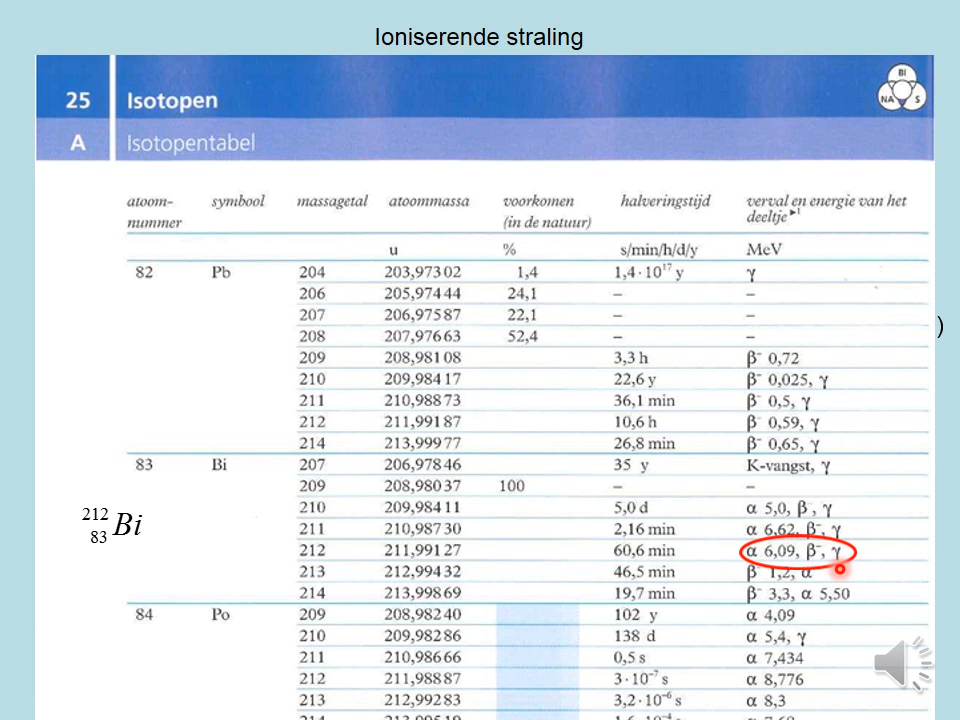 Ioniserende straling
25 Isotopen
BI
NA S
A Isotopentabel
atoom- symbool massagetal atoommassa voorkomen halveringstijd verval en energie van het
nummer (in de natuur) deeltje ►1
u % s/min/h/d/y MeV
82 Pb 204 203,97302 1,4 1,4·10¹⁷ y γ
206 205,97444 24,1 – –
207 206,97587 22,1 – –
208 207,97663 52,4 – –
)
209 208,98108 3,3 h β⁻ 0,72
210 209,98417 22,6 y β⁻ 0,025, γ
211 210,98873 36,1 min β⁻ 0,5, γ
212 211,99187 10,6 h β⁻ 0,59, γ
214 213,99977 26,8 min β⁻ 0,65, γ
83 Bi 207 206,97846 35 y K-vangst, γ
209 208,98037 100 – –
210 209,98411 5,0 d α 5,0, β⁻, γ
211 210,98730 2,16 min α 6,62, β⁻, γ
²¹²₈₃Bi
212 211,99127 60,6 min α 6,09, β⁻, γ
213 212,99432 46,5 min β⁻ 1,2, α
214 213,99869 19,7 min β⁻ 3,3, α 5,50
84 Po 209 208,98240 102 y α 4,09
210 209,98286 138 d α 5,4, γ
211 210,98666 0,5 s α 7,434
212 211,98887 3·10⁻⁷ s α 8,776
213 212,99283 3,2·10⁻⁶ s α 8,3